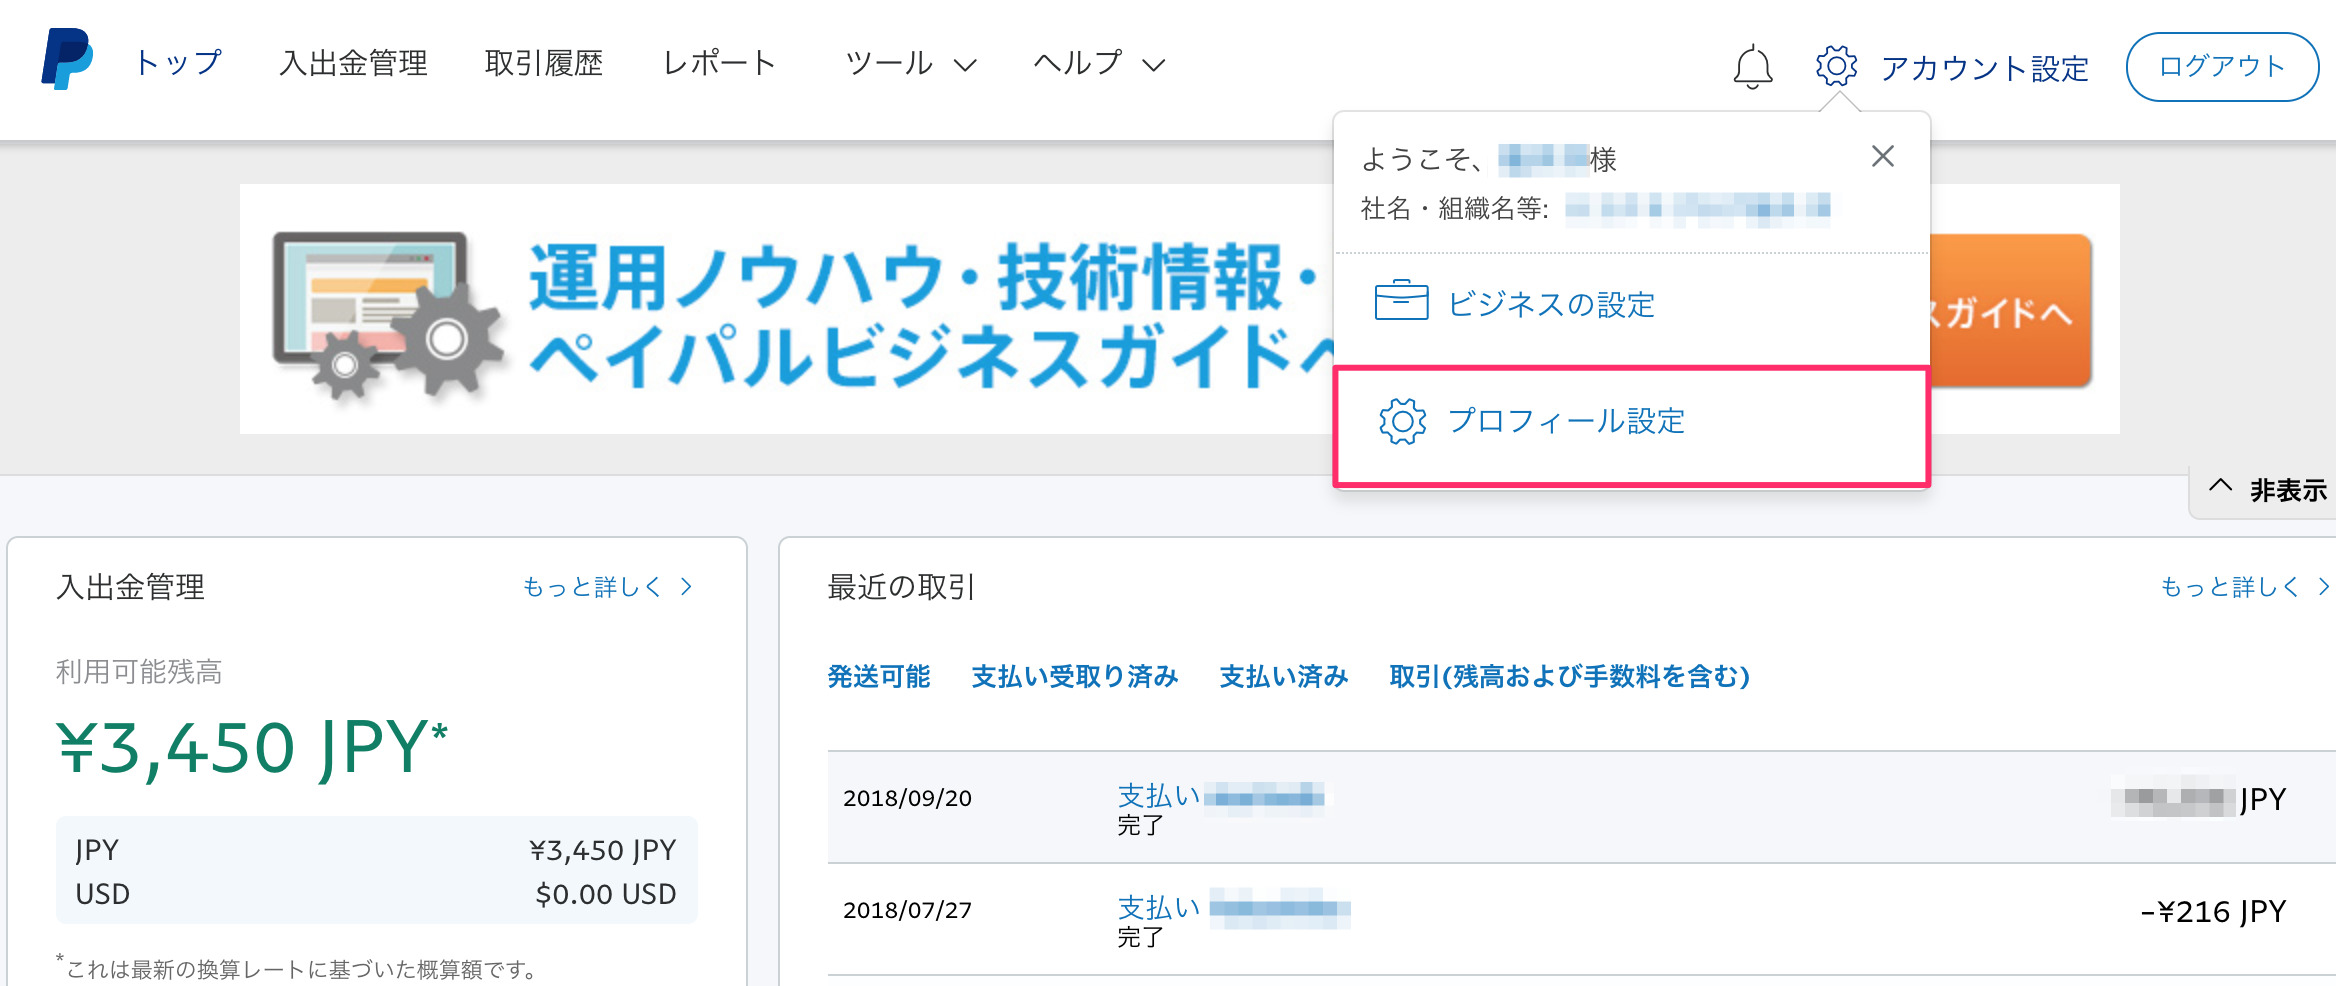 トップ 入出金管理 取引履歴 レポート ツール ヘルプ アカウント設定 ログアウト
ようこそ、 様
社名・組織名等:
ビジネスの設定
プロフィール設定
運用ノウハウ・技術情報・
ペイパルビジネスガイドへ
ガイドへ
非表示
入出金管理 もっと詳しく
利用可能残高
¥3,450 JPY*
JPY ¥3,450 JPY
USD $0.00 USD
*これは最新の換算レートに基づいた概算額です。
最近の取引 もっと詳しく
発送可能 支払い受取り済み 支払い済み 取引(残高および手数料を含む)
2018/09/20 支払い JPY
完了
2018/07/27 支払い -¥216 JPY
完了